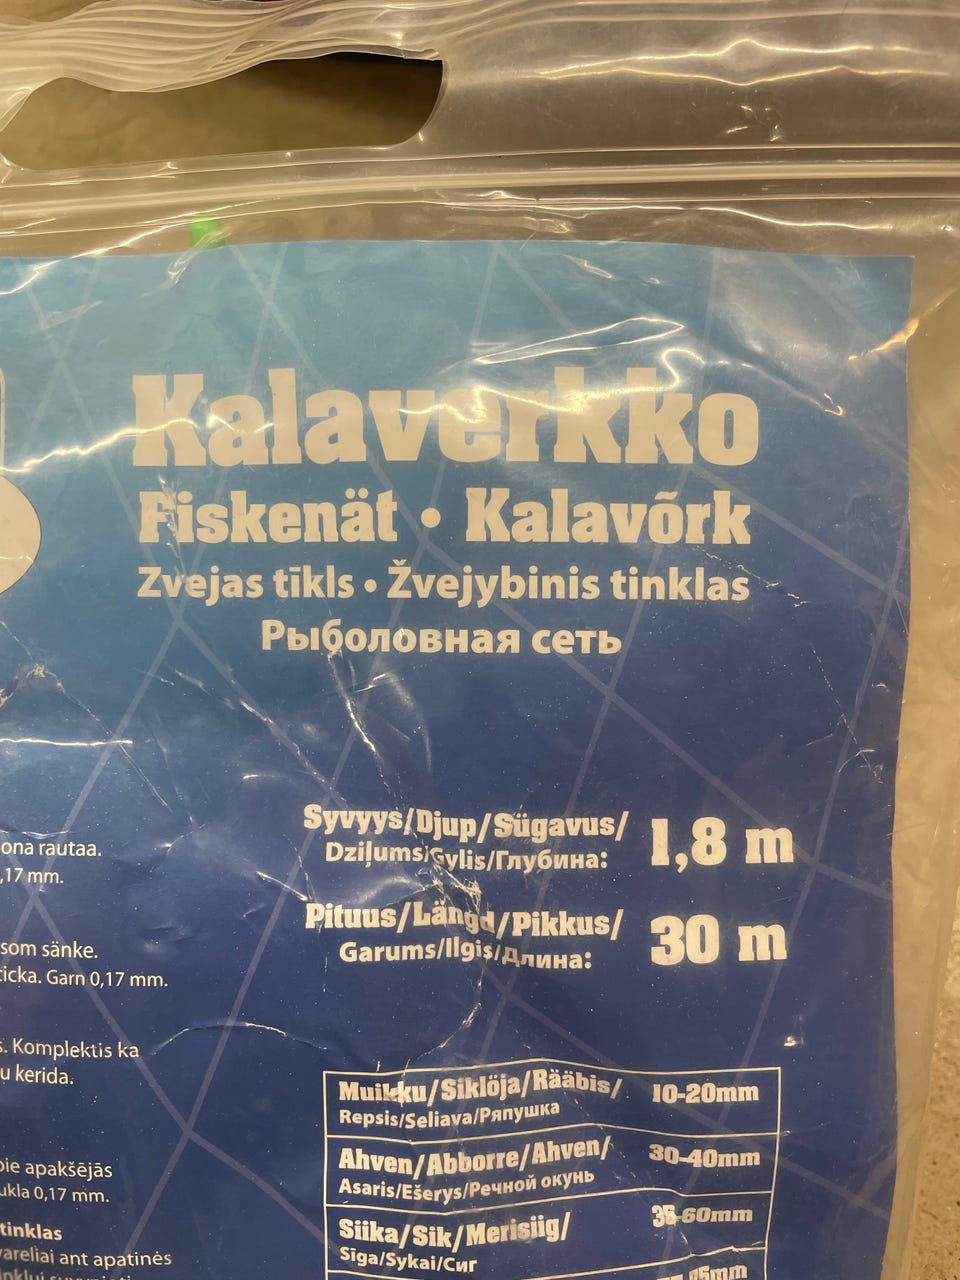 Kalaverkko
Fiskenät • Kalavõrk
Zvejas tīkls • Žvejybinis tinklas
Рыболовная сеть
Syvyys/Djup/Sügavus/ 1,8 m
Dziļums/Gylis/Глубина:
Pituus/Längd/Pikkus/ 30 m
Garums/Ilgis/Длина:
ona rautaa.
,17 mm.
som sänke.
ticka. Garn 0,17 mm.
s. Komplektis ka
u kerida.
pie apakšējās
ukla 0,17 mm.
tinklas
vareliai ant apatinės
Muikku/Siklöja/Rääbis/ 10-20mm
Repsis/Seliava/Ряпушка
Ahven/Abborre/Ahven/ 30-40mm
Asaris/Ešerys/Речной окунь
Siika/Sik/Merisiig/ 35-60mm
Sīga/Sykai/Сиг